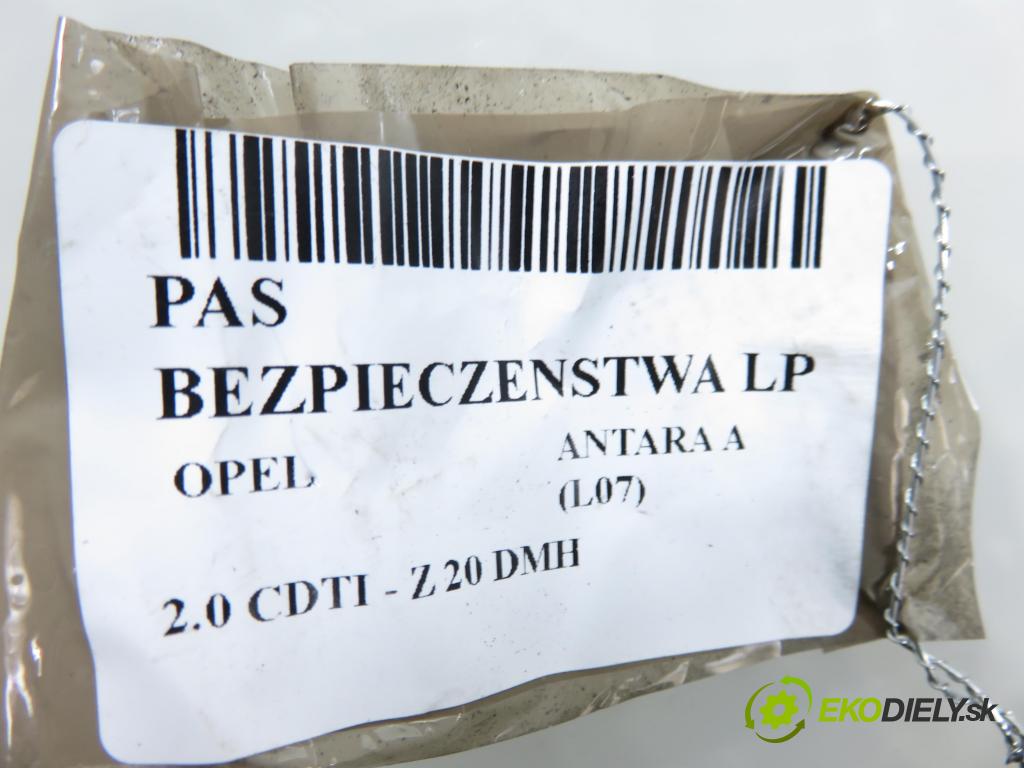 PAS
BEZPIECZENSTWA LP
OPEL
ANTARA A
(L07)
2.0 CDTI - Z 20 DMH
EKODIELY.sk